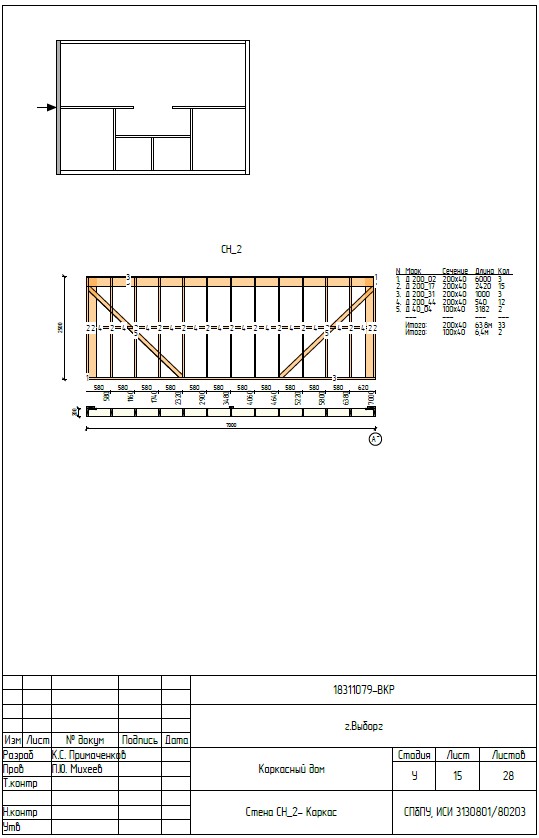 СН_2
N Марк Сечение Длина Кол
1. Д 200_02 200х40 6000 3
2. Д 200_17 200х40 2420 15
3. Д 200_31 200х40 1000 3
4. Д 200_44 200х40 540 12
5. Д 40_04 100х40 3182 2
Итого: 200х40 63,8м 33
Итого: 100х40 6,4м 2
3
1
2 2 4 2 4 2 4 2 4 2 4 2 4 2 4 2 4 2 4 2 4 2 4 2 2
5
5
1
3
2500
580 580 580 580 580 580 580 580 580 580 580 620
580 1160 1740 2320 2900 3480 4060 4640 5220 5800 6380 7000
200
7000
А
18311079-ВКР
г.Выборг
Изм Лист № докум Подпись Дата
Разраб К.С. Примаченков
Пров П.Ю. Михеев
Т.контр
Каркасный дом
Стадия Лист Листов
У 15 28
Н.контр
Утв
Стена СН_2- Каркас
СПбПУ, ИСИ 3130801/80203